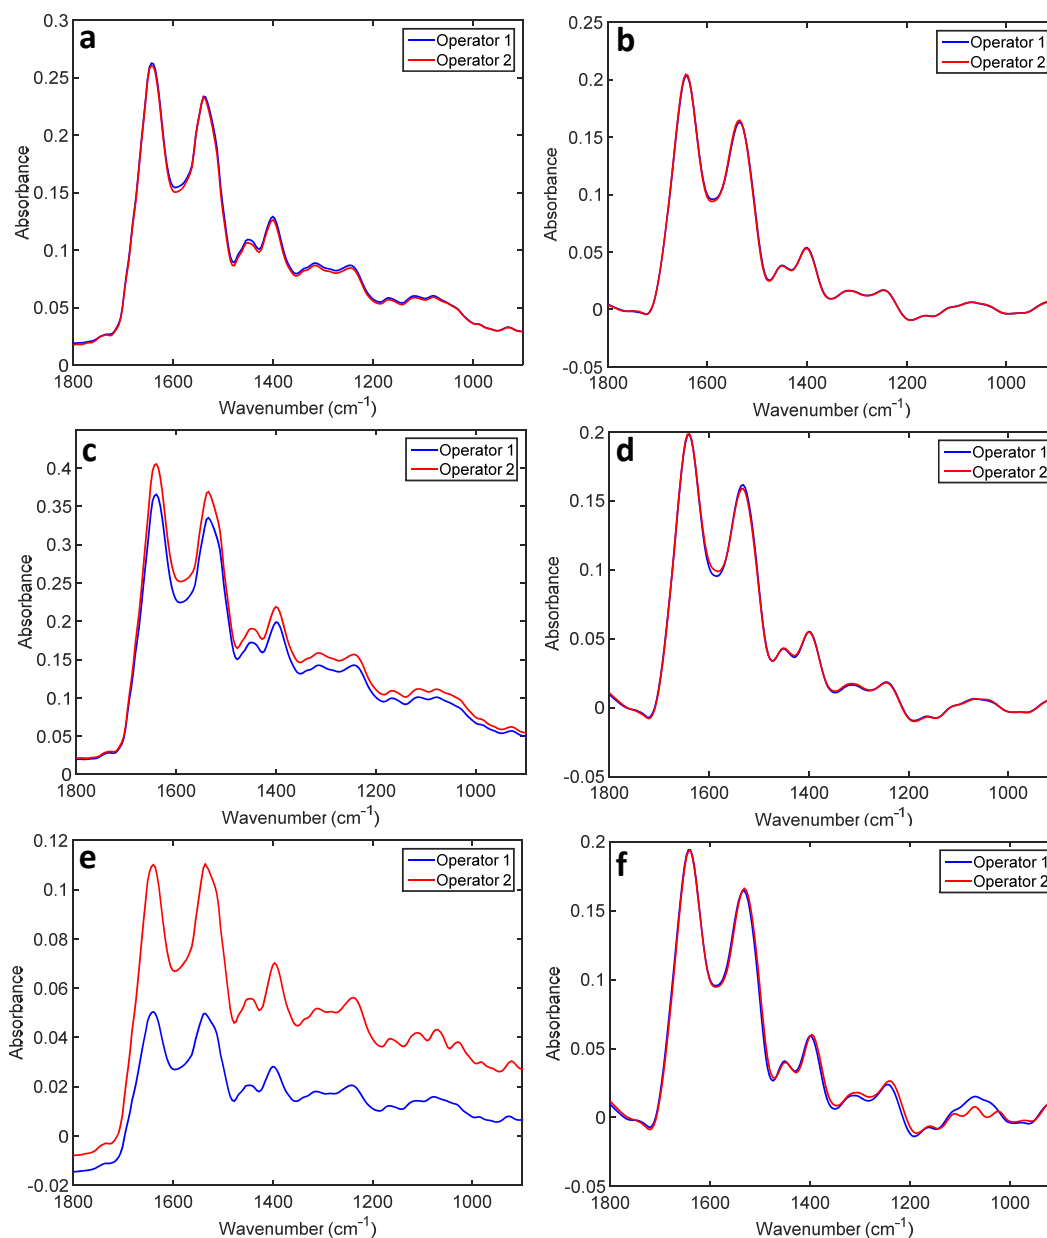 a
0.3
0.25
0.2
0.15
0.1
0.05
0
Absorbance
1800 1600 1400 1200 1000
Wavenumber (cm⁻¹)
Operator 1
Operator 2
b
0.25
0.2
0.15
0.1
0.05
0
-0.05
Absorbance
1800 1600 1400 1200 1000
Wavenumber (cm⁻¹)
Operator 1
Operator 2
c
0.4
0.35
0.3
0.25
0.2
0.15
0.1
0.05
0
Absorbance
1800 1600 1400 1200 1000
Wavenumber (cm⁻¹)
Operator 1
Operator 2
d
0.2
0.15
0.1
0.05
0
-0.05
Absorbance
1800 1600 1400 1200 1000
Wavenumber (cm⁻¹)
Operator 1
Operator 2
e
0.12
0.1
0.08
0.06
0.04
0.02
0
-0.02
Absorbance
1800 1600 1400 1200 1000
Wavenumber (cm⁻¹)
Operator 1
Operator 2
f
0.2
0.15
0.1
0.05
0
-0.05
Absorbance
1800 1600 1400 1200 1000
Wavenumber (cm⁻¹)
Operator 1
Operator 2